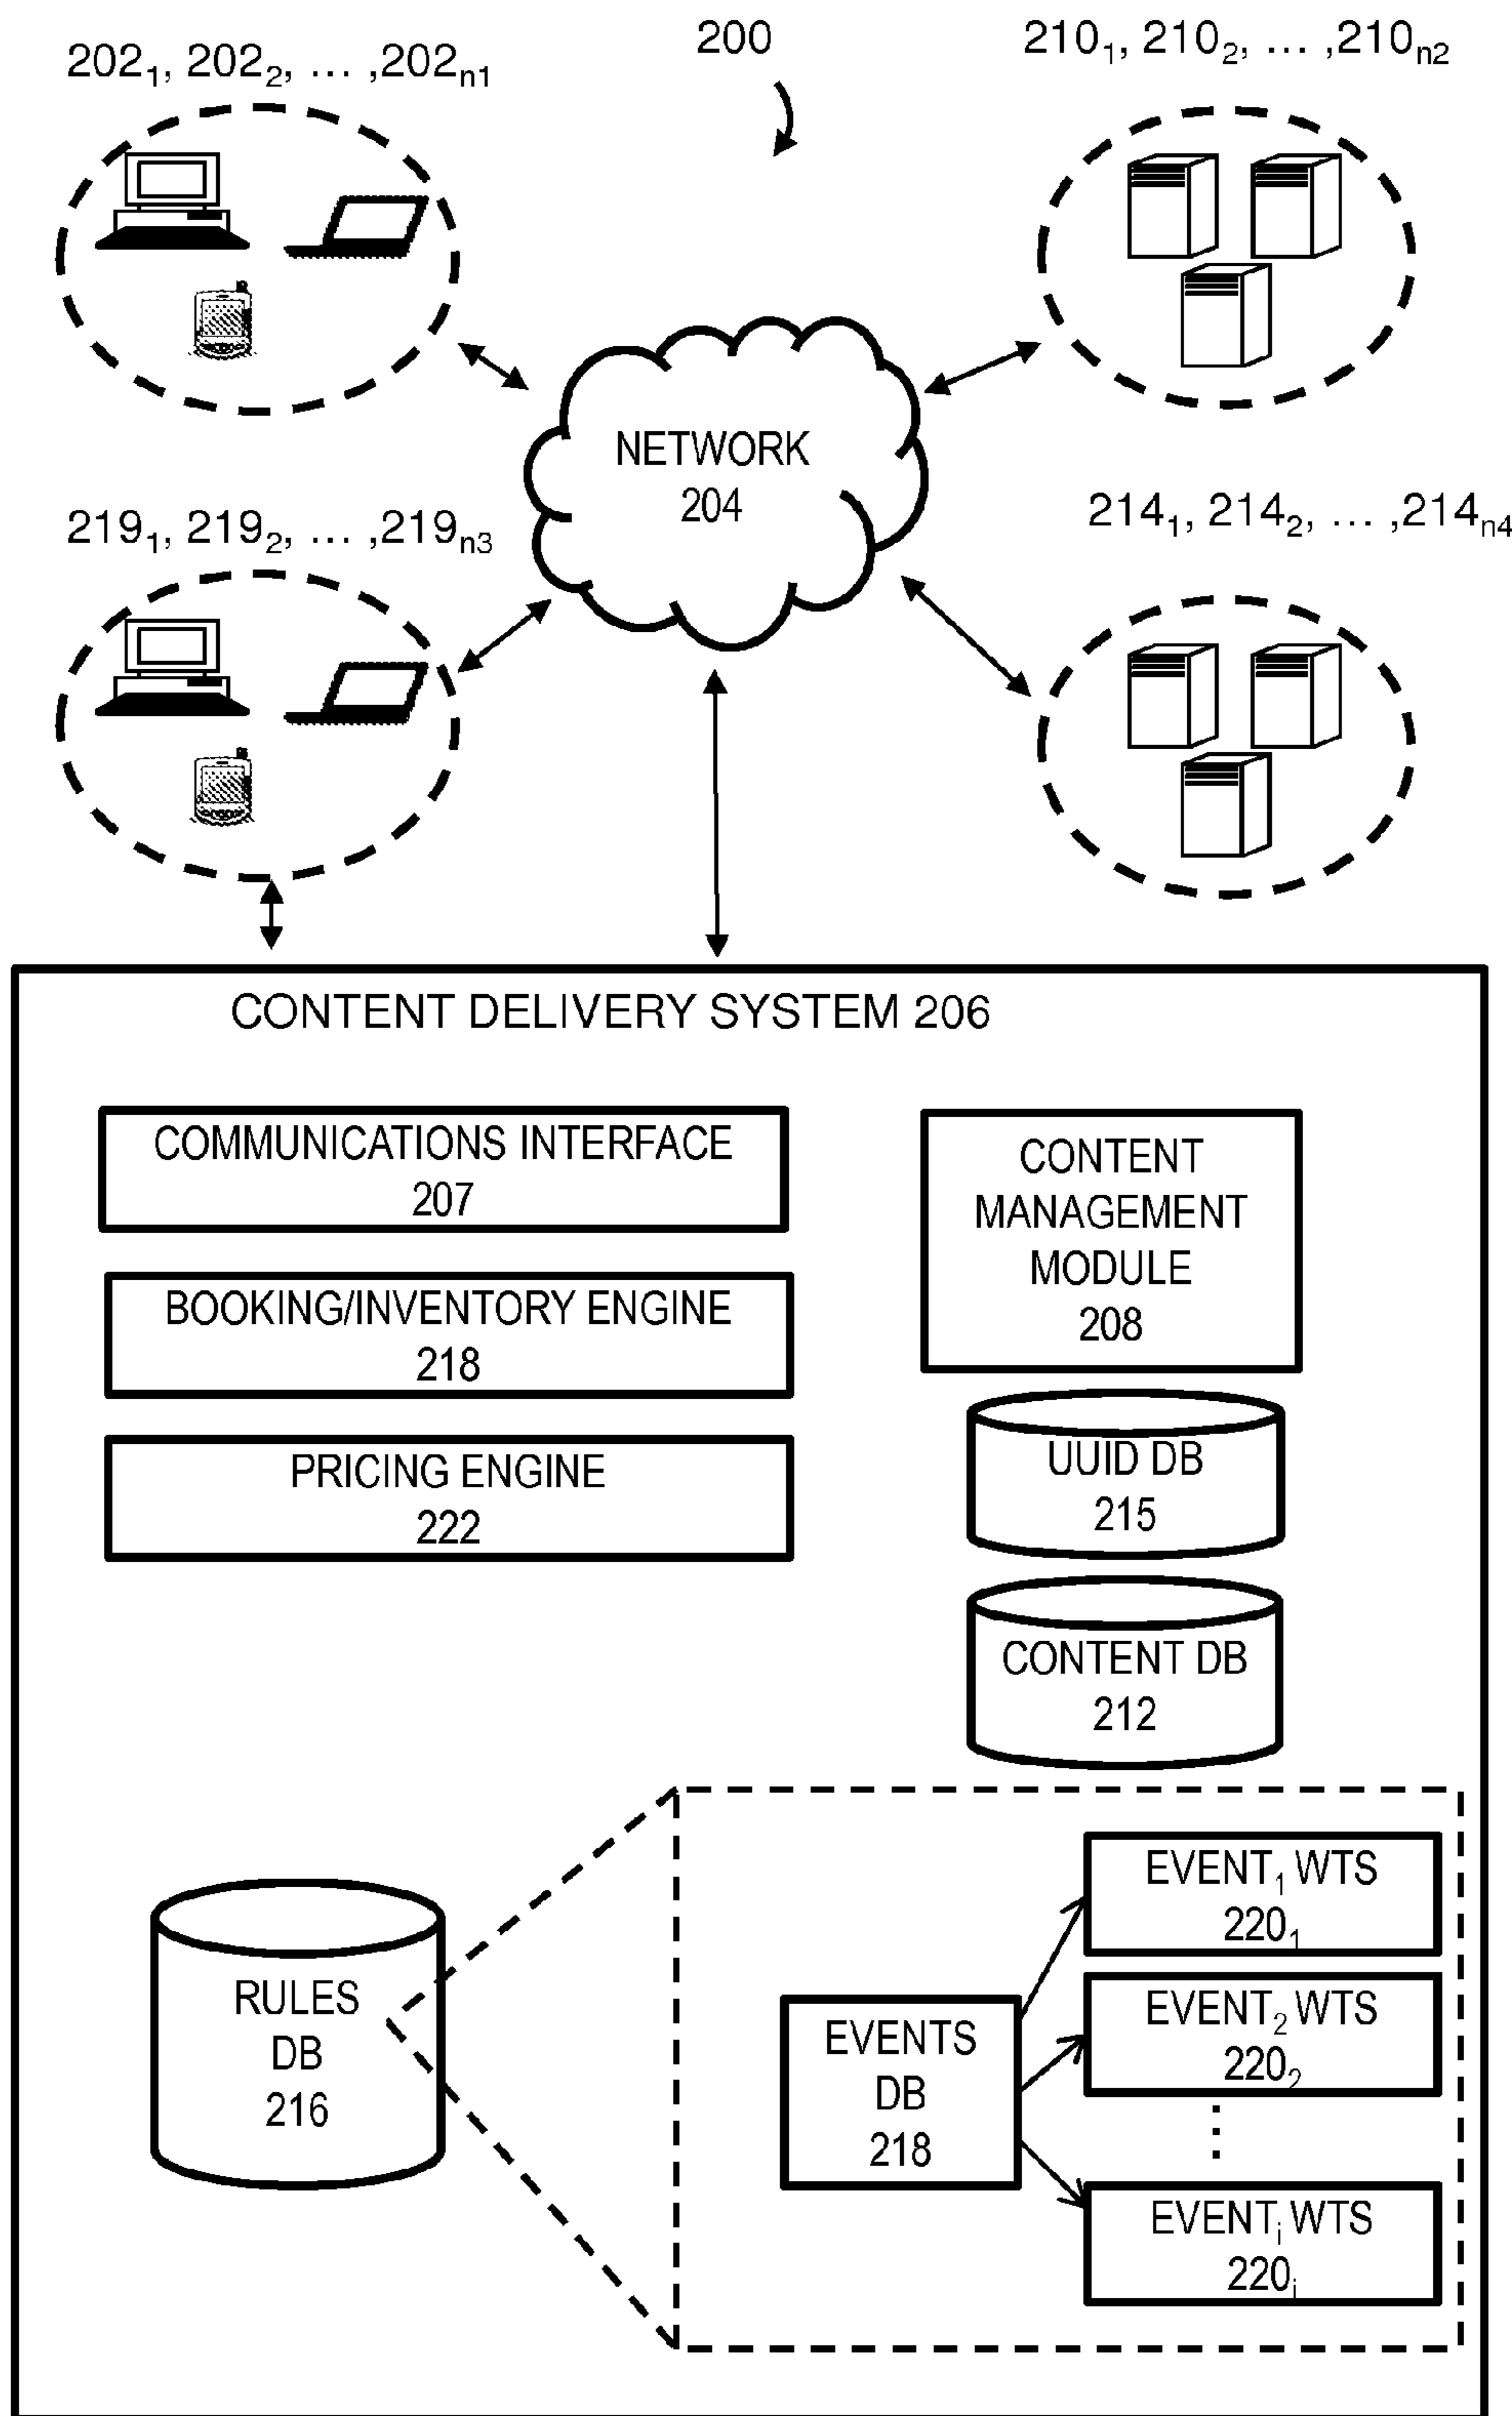 200
202₁, 202₂, ... ,202ₙ₁
210₁, 210₂, ... ,210ₙ₂
NETWORK
204
219₁, 219₂, ... ,219ₙ₃
214₁, 214₂, ... ,214ₙ₄
CONTENT DELIVERY SYSTEM 206
COMMUNICATIONS INTERFACE
207
BOOKING/INVENTORY ENGINE
218
PRICING ENGINE
222
CONTENT
MANAGEMENT
MODULE
208
UUID DB
215
CONTENT DB
212
RULES
DB
216
EVENTS
DB
218
EVENT₁ WTS
220₁
EVENT₂ WTS
220₂
⋮
EVENTᵢ WTS
220ᵢ